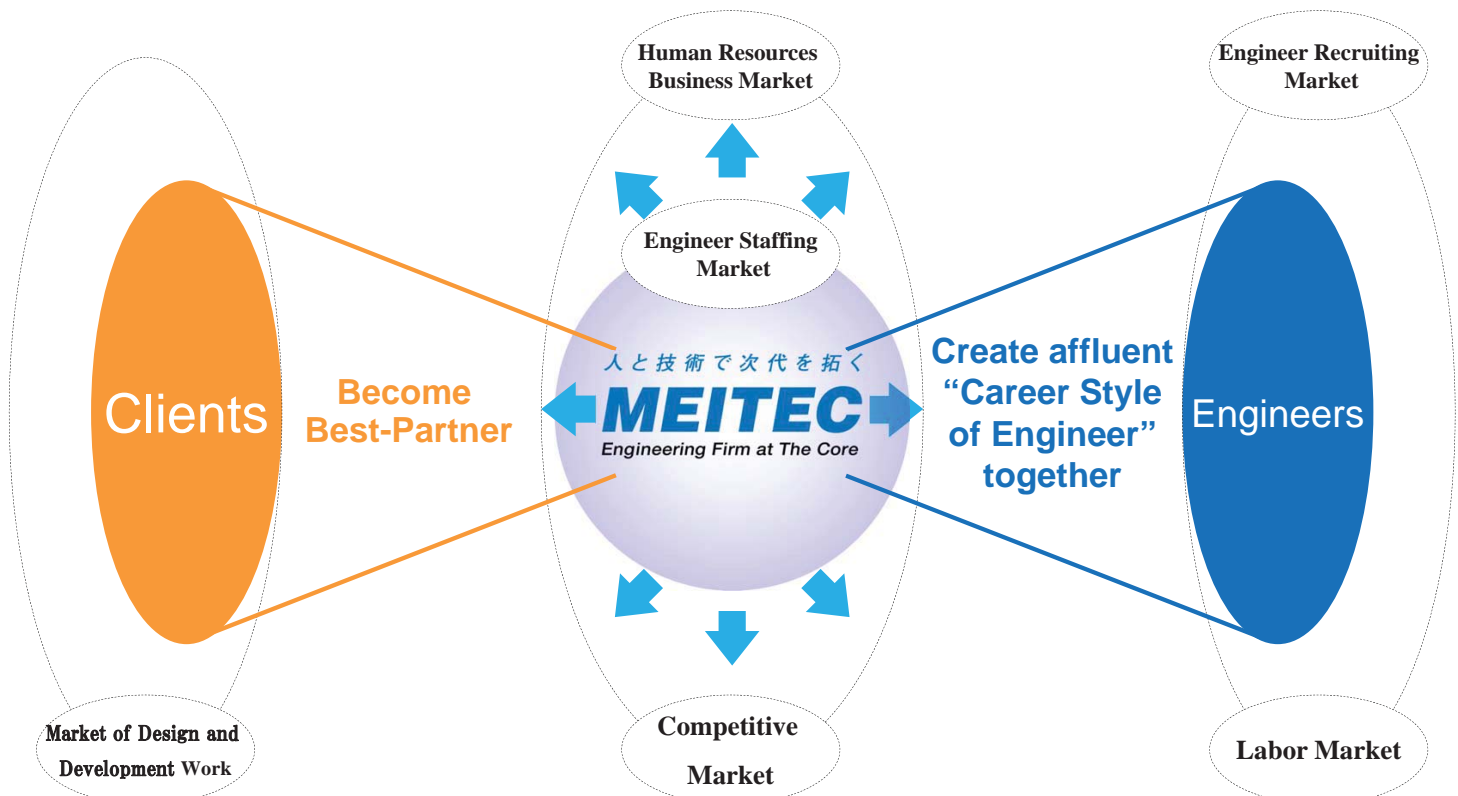 Human Resources
Business Market
Engineer Recruiting
Market
Engineer Staffing
Market
Clients
Become
Best-Partner
人と技術で次代を拓く
MEITEC
Engineering Firm at The Core
Create affluent
“Career Style
of Engineer”
together
Engineers
Market of Design and
Development Work
Competitive
Market
Labor Market